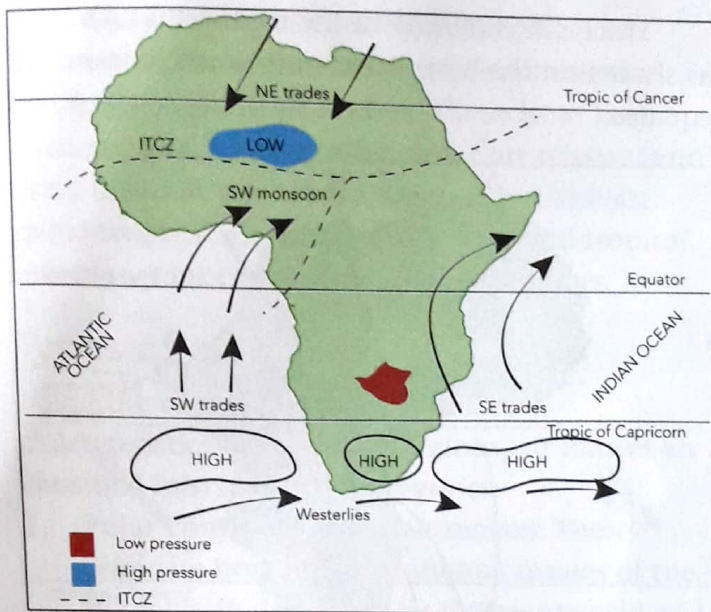 NE trades
Tropic of Cancer
ITCZ
LOW
SW monsoon
Equator
ATLANTIC
OCEAN
INDIAN OCEAN
SW trades
SE trades
Tropic of Capricorn
HIGH
HIGH
HIGH
Westerlies
Low pressure
High pressure
ITCZ